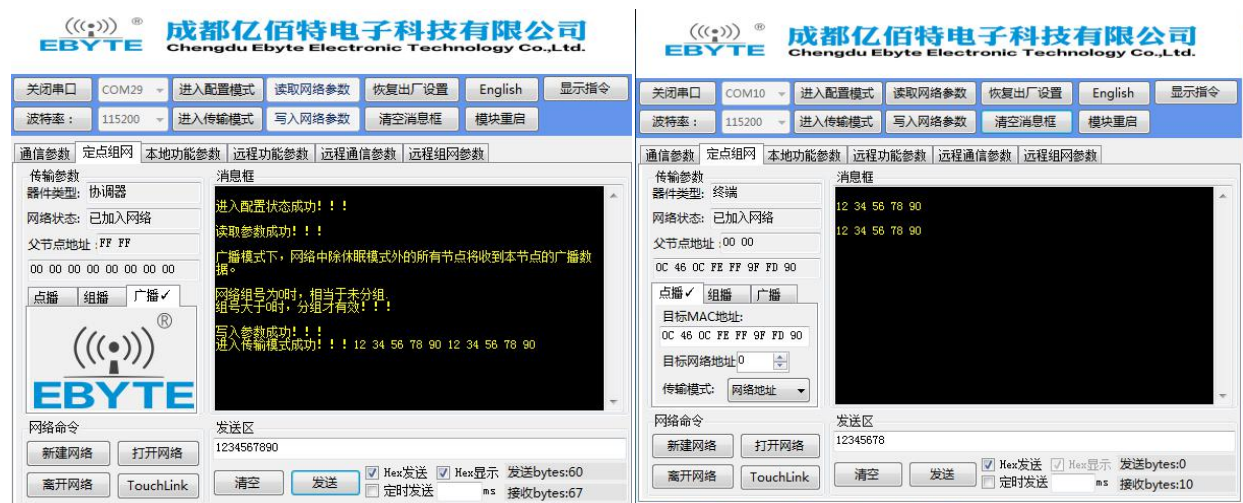 EBYTE ®
成都亿佰特电子科技有限公司
Chengdu Ebyte Electronic Technology Co.,Ltd.
关闭串口 COM29 进入配置模式 读取网络参数 恢复出厂设置 English 显示指令
波特率： 115200 进入传输模式 写入网络参数 清空消息框 模块重启
通信参数 定点组网 本地功能参数 远程功能参数 远程通信参数 远程组网参数
传输参数
器件类型: 协调器
网络状态: 已加入网络
父节点地址: FF FF
00 00 00 00 00 00 00 00
点播 组播 广播✓
®
EBYTE
消息框
进入配置状态成功！！！
读取参数成功！！！
广播模式下，网络中除休眠模式外的所有节点将收到本节点的广播数
据。
网络组号为0时，相当于未分组.
组号大于0时，分组才有效！！！
写入参数成功！！！
进入传输模式成功！！！ 12 34 56 78 90 12 34 56 78 90
网络命令
新建网络 打开网络
离开网络 TouchLink
发送区
1234567890
清空 发送 Hex发送 Hex显示 发送bytes:60
定时发送 ms 接收bytes:67
EBYTE ®
成都亿佰特电子科技有限公司
Chengdu Ebyte Electronic Technology Co.,Ltd.
关闭串口 COM10 进入配置模式 读取网络参数 恢复出厂设置 English 显示指令
波特率： 115200 进入传输模式 写入网络参数 清空消息框 模块重启
通信参数 定点组网 本地功能参数 远程功能参数 远程通信参数 远程组网参数
传输参数
器件类型: 终端
网络状态: 已加入网络
父节点地址: 00 00
0C 46 0C FE FF 9F FD 90
点播✓ 组播 广播
目标MAC地址:
0C 46 0C FE FF 9F FD 90
目标网络地址 0
传输模式: 网络地址
消息框
12 34 56 78 90
12 34 56 78 90
网络命令
新建网络 打开网络
离开网络 TouchLink
发送区
12345678
清空 发送 Hex发送 Hex显示 发送bytes:0
定时发送 ms 接收bytes:10